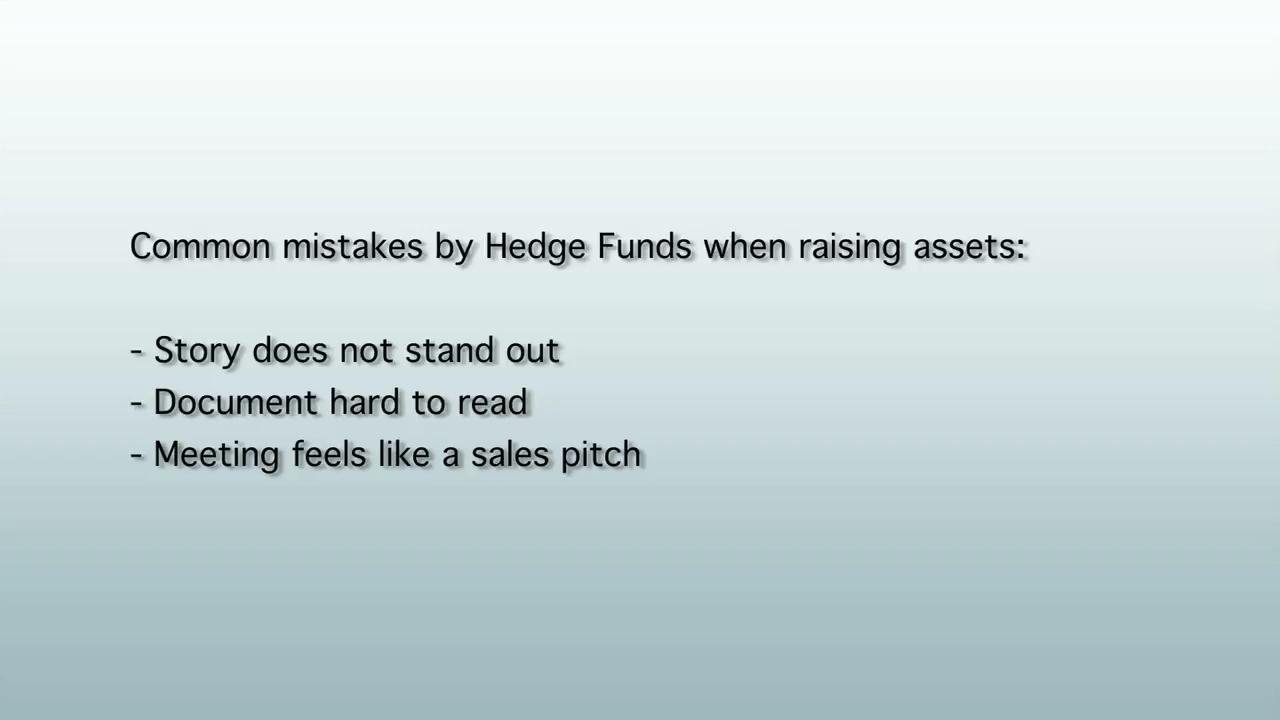 Common mistakes by Hedge Funds when raising assets:
- Story does not stand out
- Document hard to read
- Meeting feels like a sales pitch